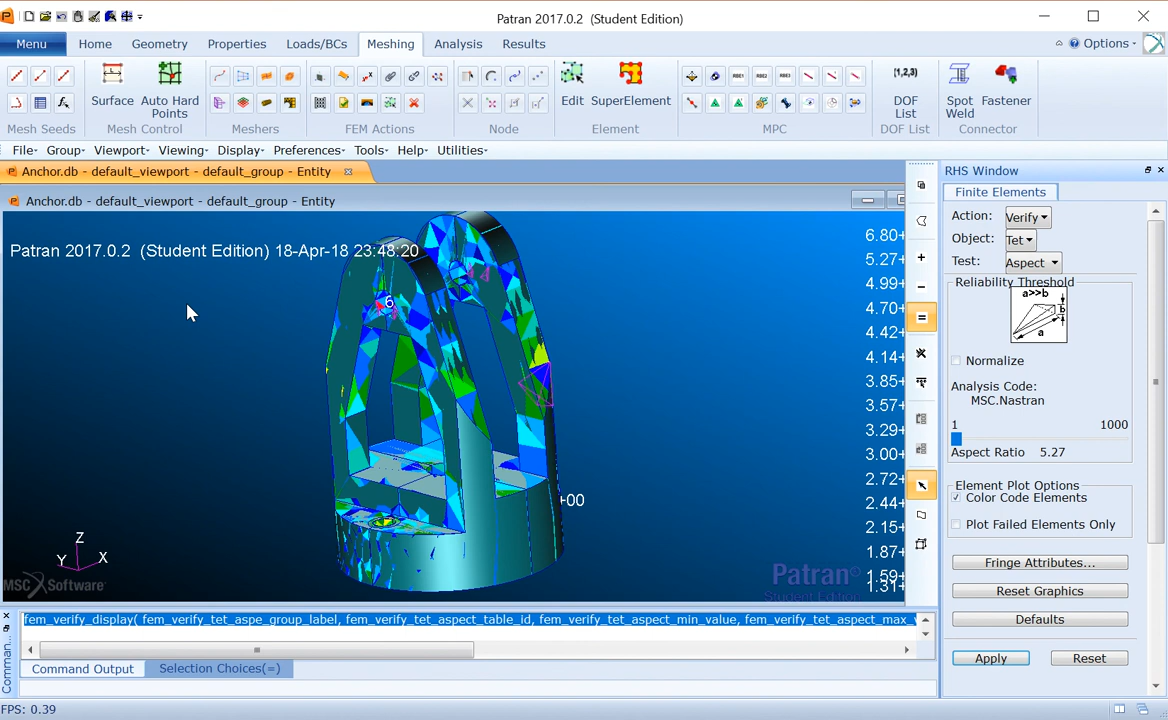 Patran 2017.0.2 (Student Edition)
Menu Home Geometry Properties Loads/BCs Meshing Analysis Results Options
Surface Auto Hard Points RBE1 RBE2 RBE3 Edit SuperElement [1,2,3] DOF List Spot Weld Fastener
Mesh Seeds Mesh Control Meshers FEM Actions Node Element MPC DOF List Connector
File Group Viewport Viewing Display Preferences Tools Help Utilities
Anchor.db - default_viewport - default_group - Entity
Anchor.db - default_viewport - default_group - Entity
Patran 2017.0.2 (Student Edition) 18-Apr-18 23:48:20
6
+00
6.80+
5.27+
4.99+
4.70+
4.42+
4.14+
3.85+
3.57+
3.29+
3.00+
2.72+
2.44+
2.15+
1.87+
1.59+
1.31+
Z
Y X
MSC Software
Patran
Student Edition
RHS Window
Finite Elements
Action: Verify
Object: Tet
Test: Aspect
Reliability Threshold
a>>b
b
a
Normalize
Analysis Code:
MSC.Nastran
1 1000
Aspect Ratio 5.27
Element Plot Options
Color Code Elements
Plot Failed Elements Only
Fringe Attributes...
Reset Graphics
Defaults
Apply Reset
Comman...
fem_verify_display( fem_verify_tet_aspe_group_label, fem_verify_tet_aspect_table_id, fem_verify_tet_aspect_min_value, fem_verify_tet_aspect_max_v
Command Output Selection Choices(=)
FPS: 0.39